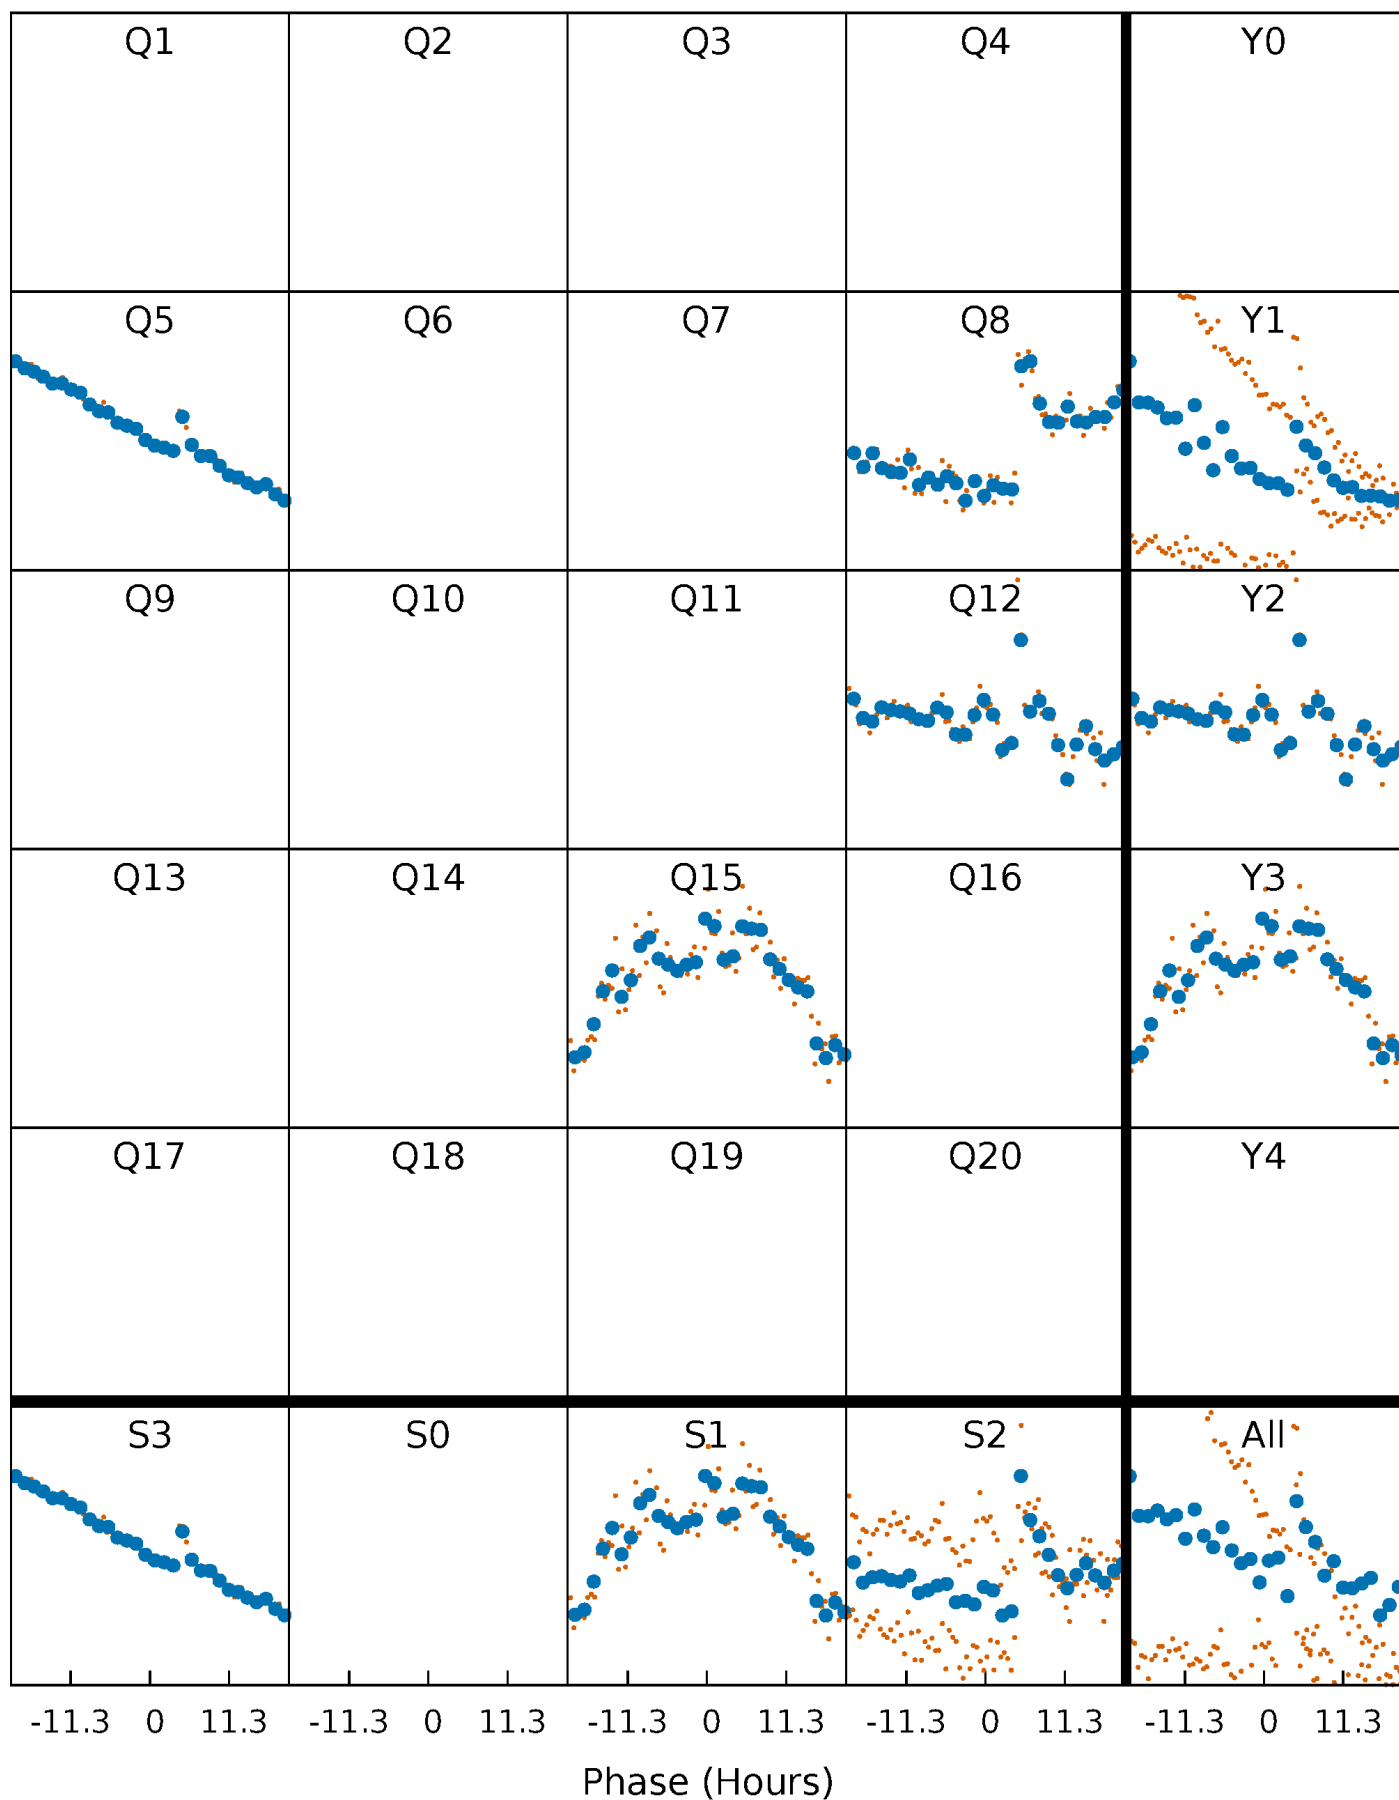 Q1 Q2 Q3 Q4 Y0
Q5 Q6 Q7 Q8 Y1
Q9 Q10 Q11 Q12 Y2
Q13 Q14 Q15 Q16 Y3
Q17 Q18 Q19 Q20 Y4
S3 S0 S1 S2 All
-11.3 0 11.3 -11.3 0 11.3 -11.3 0 11.3 -11.3 0 11.3 -11.3 0 11.3
Phase (Hours)